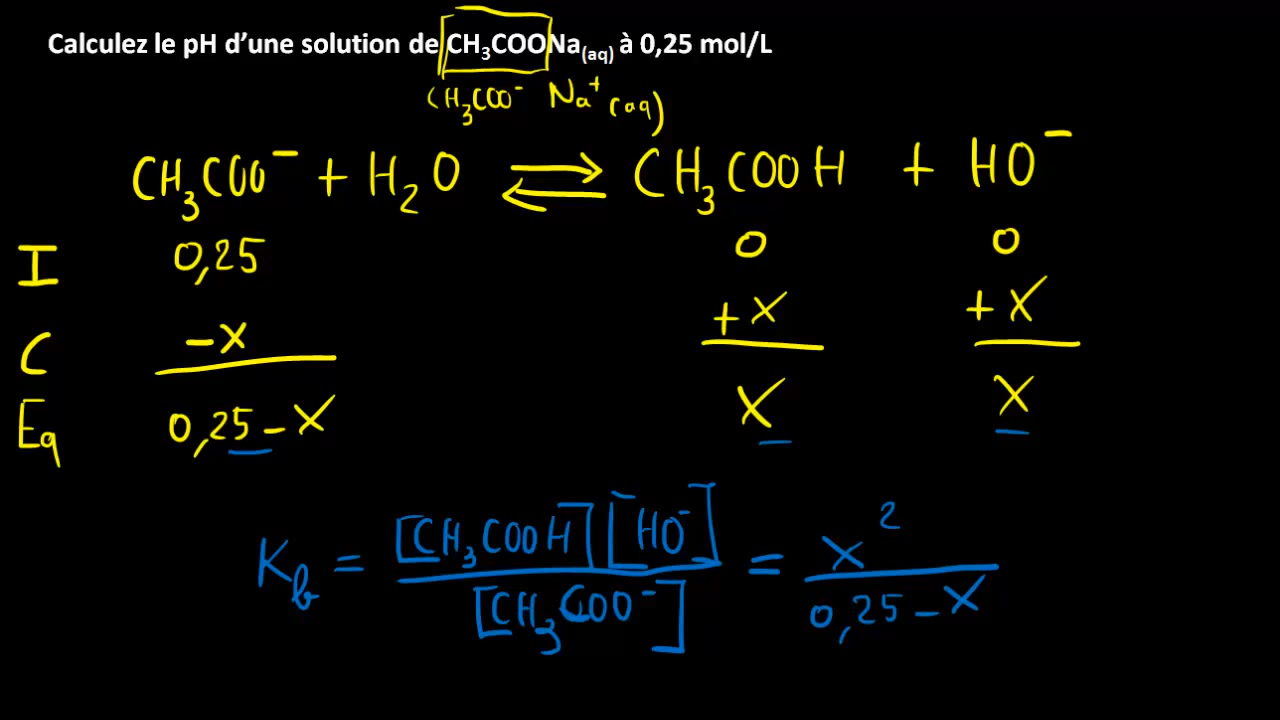 Calculez le pH d’une solution de CH₃COONa(aq) à 0,25 mol/L
CH₃COO⁻ Na⁺ (aq)
CH₃COO⁻ + H₂O ⇌ CH₃COOH + HO⁻
I 0,25 0 0
C -x +x +x
Eq 0,25-x x x
Kb = [CH₃COOH][HO⁻] / [CH₃COO⁻] = x² / 0,25-x